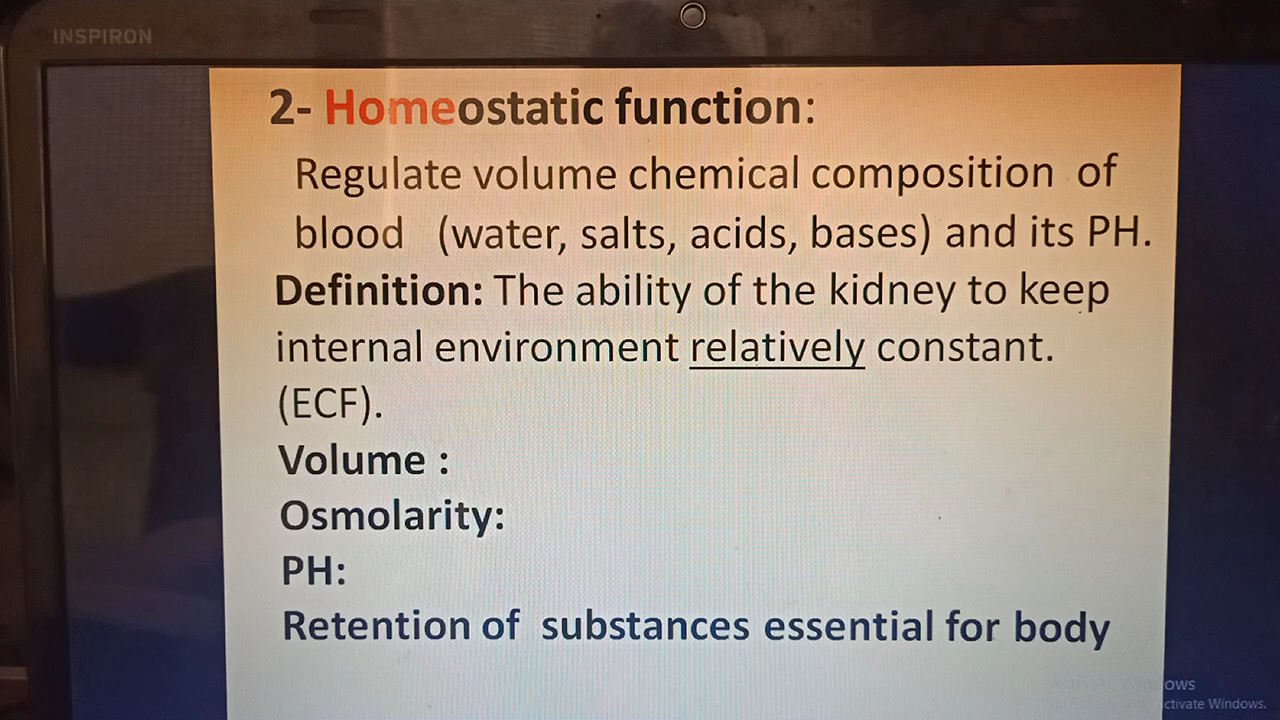 INSPIRON
2- Homeostatic function:
Regulate volume chemical composition of
blood (water, salts, acids, bases) and its PH.
Definition: The ability of the kidney to keep
internal environment relatively constant.
(ECF).
Volume :
Osmolarity:
PH:
Retention of substances essential for body
Windows.